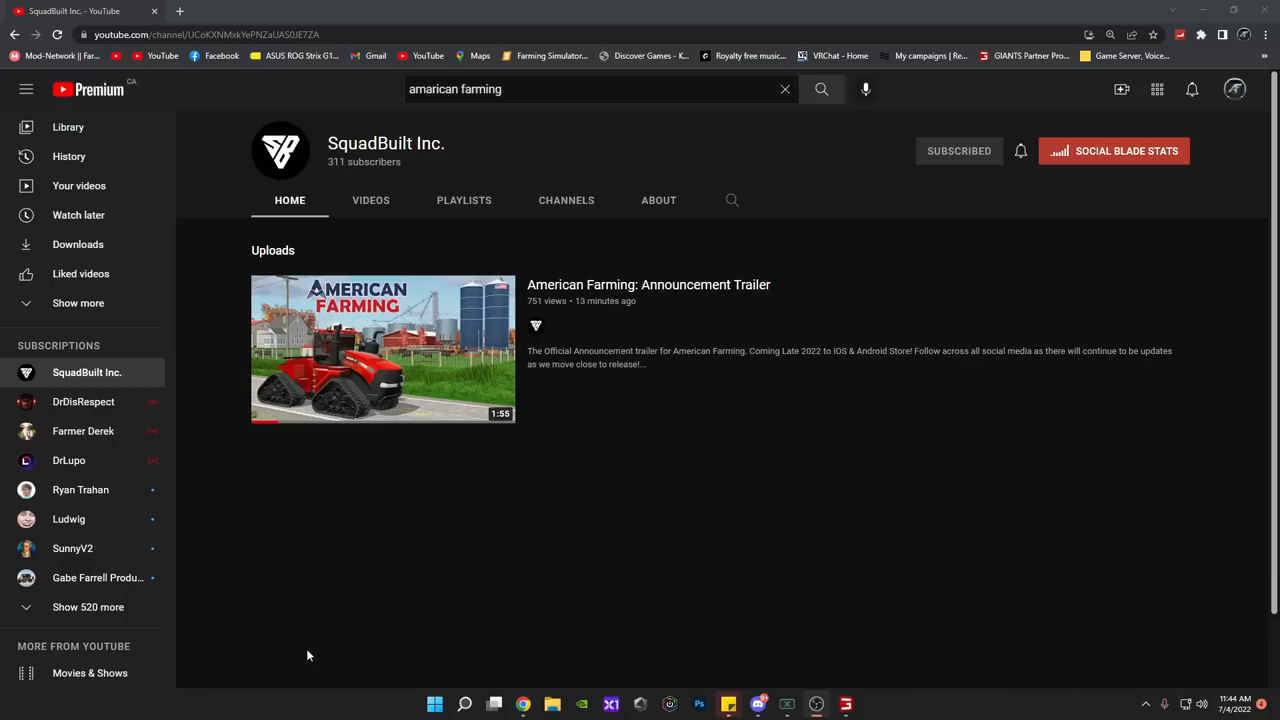 SquadBuilt Inc. - YouTube
youtube.com/channel/UCoKXNMxkYePNZaUAS0JE7ZA
Mod-Network || Far...
YouTube
Facebook
ASUS ROG Strix G1...
Gmail
YouTube
Maps
Farming Simulator...
Discover Games - K...
Royalty free music...
VRChat - Home
My campaigns | Re...
GIANTS Partner Pro...
Game Server, Voice...
Premium CA
amarican farming
Library
History
Your videos
Watch later
Downloads
Liked videos
Show more
SUBSCRIPTIONS
SquadBuilt Inc.
DrDisRespect
Farmer Derek
DrLupo
Ryan Trahan
Ludwig
SunnyV2
Gabe Farrell Produ...
Show 520 more
MORE FROM YOUTUBE
Movies & Shows
SquadBuilt Inc.
311 subscribers
SUBSCRIBED
SOCIAL BLADE STATS
HOME
VIDEOS
PLAYLISTS
CHANNELS
ABOUT
Uploads
AMERICAN
FARMING
1:55
American Farming: Announcement Trailer
751 views • 13 minutes ago
The Official Announcement trailer for American Farming. Coming Late 2022 to IOS & Android Store! Follow across all social media as there will continue to be updates
as we move close to release!...
11:44 AM
7/4/2022